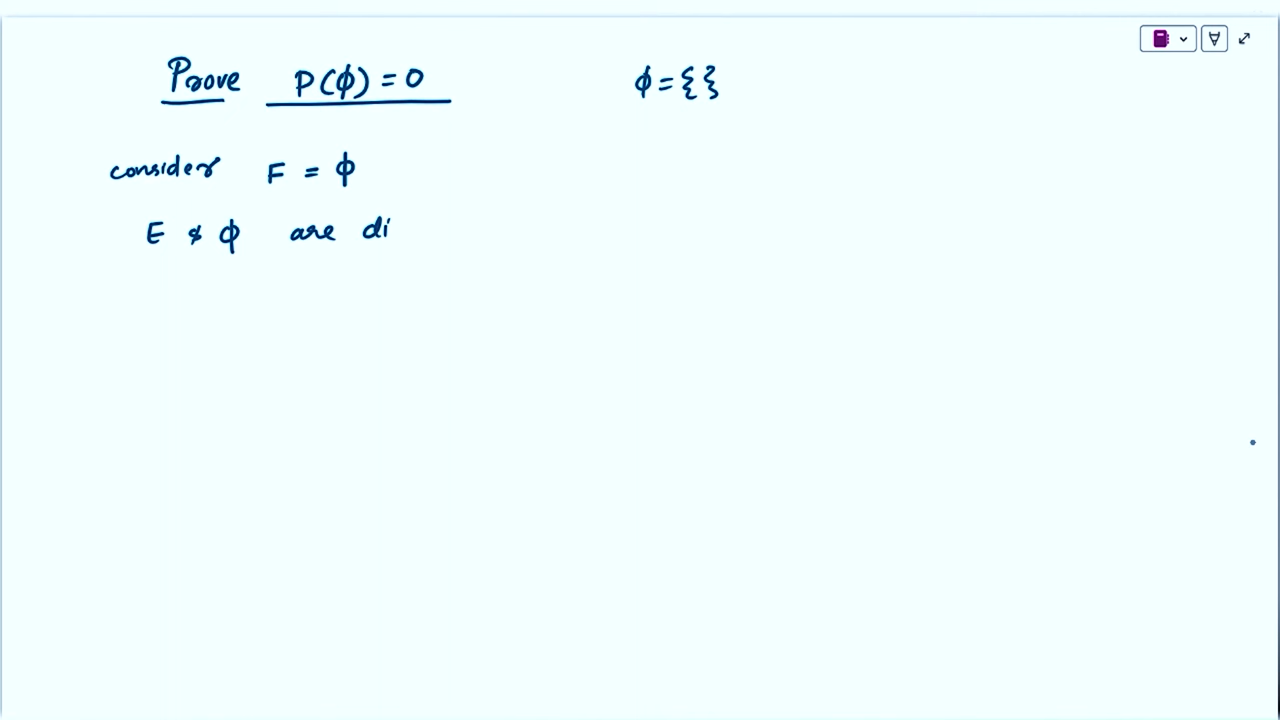 Prove P(ϕ) = 0 ϕ = { }
consider F = ϕ
E & ϕ are di